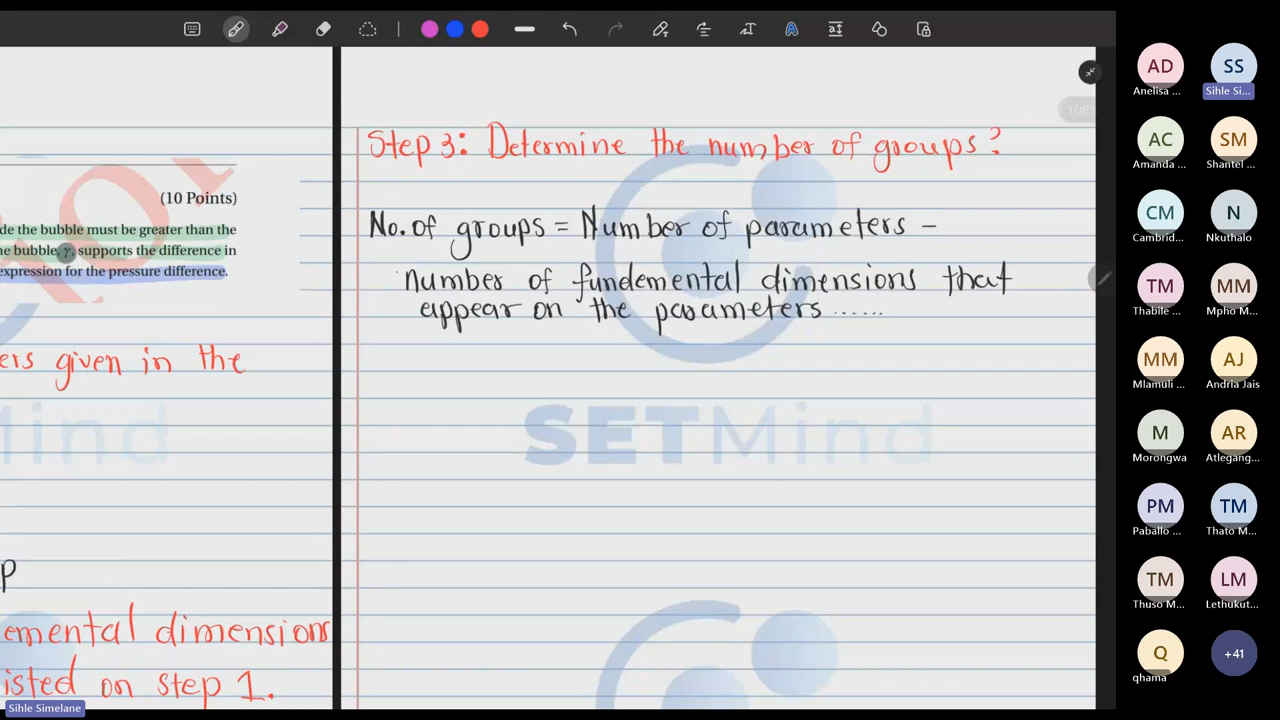 (10 Points)
de the bubble must be greater than the
e bubble, γ, supports the difference in
expression for the pressure difference.
ers given in the
Mind
p
emental dimensions
isted on step 1.
Sihle Simelane
108%
Step 3: Determine the number of groups?
No. of groups = Number of parameters -
number of fundemental dimensions that
appear on the parameters ......
SETMind
AD
Anelisa ...
SS
Sihle Si...
AC
Amanda ...
SM
Shantel ...
CM
Cambrid...
N
Nkuthalo
TM
Thabile ...
MM
Mpho M...
MM
Mlamuli ...
AJ
Andria Jais
M
Morongwa
AR
Atlegang...
PM
Paballo ...
TM
Thato M...
TM
Thuso M...
LM
Lethukut...
Q
qhama
+41